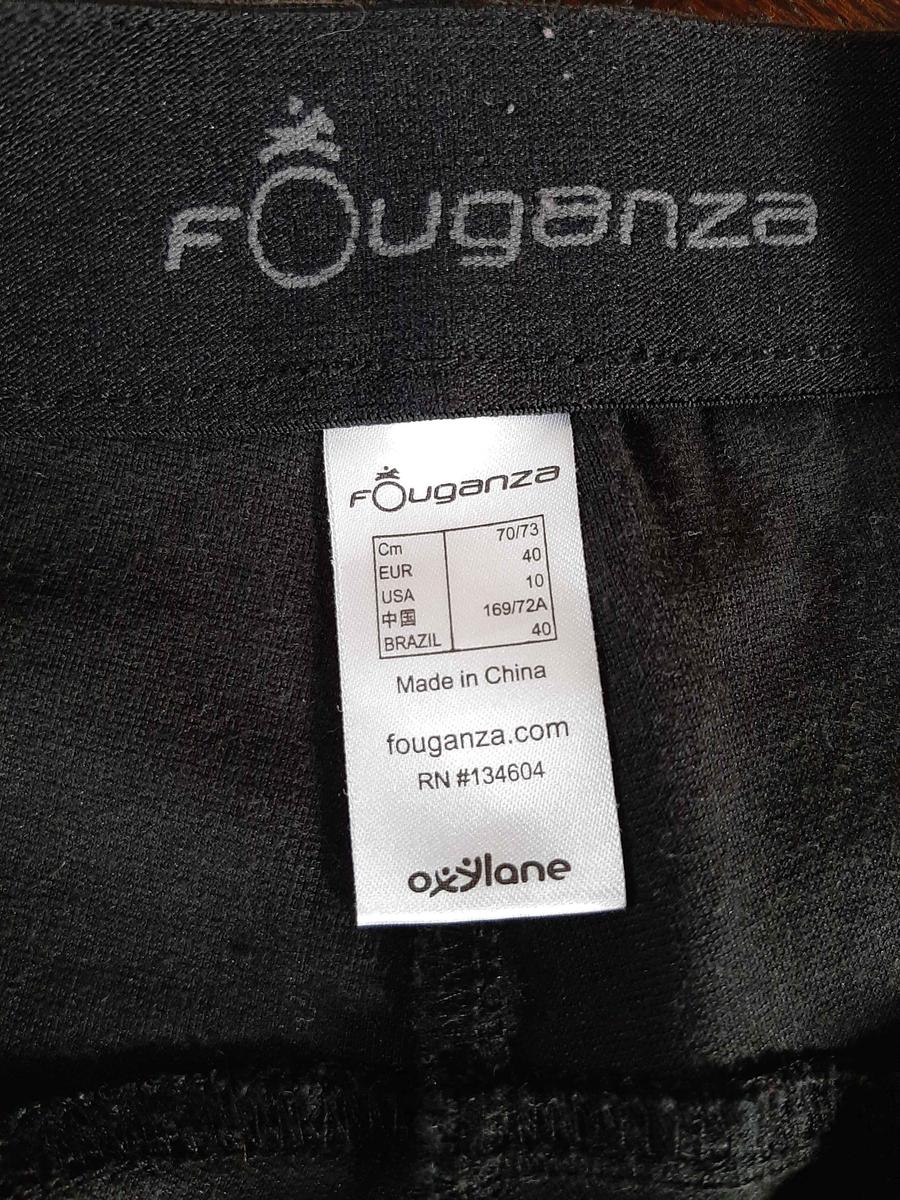 Fouganza
Fouganza
Cm 70/73
EUR 40
USA 10
中国 169/72A
BRAZIL 40
Made in China
fouganza.com
RN #134604
oxylane